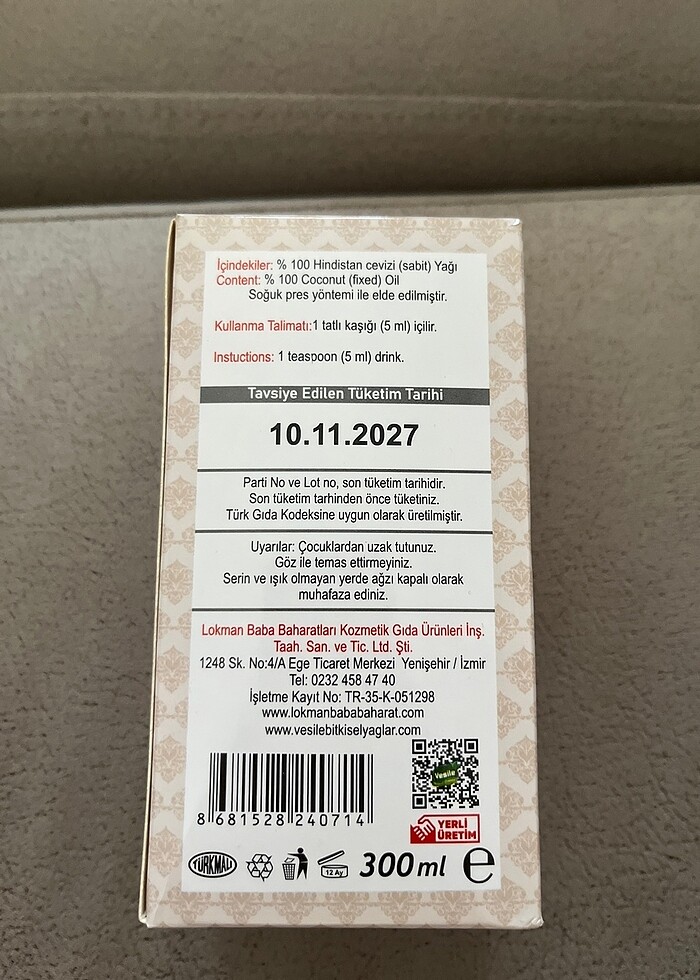 İçindekiler: % 100 Hindistan cevizi (sabit) Yağı
Content: % 100 Coconut (fixed) Oil
Soğuk pres yöntemi ile elde edilmiştir.
Kullanma Talimatı:1 tatlı kaşığı (5 ml) içilir.
Instuctions: 1 teaspoon (5 ml) drink.
Tavsiye Edilen Tüketim Tarihi
10.11.2027
Parti No ve Lot no, son tüketim tarihidir.
Son tüketim tarhinden önce tüketiniz.
Türk Gıda Kodeksine uygun olarak üretilmiştir.
Uyarılar: Çocuklardan uzak tutunuz.
Göz ile temas ettirmeyiniz.
Serin ve ışık olmayan yerde ağzı kapalı olarak
muhafaza ediniz.
Lokman Baba Baharatları Kozmetik Gıda Ürünleri İnş.
Taah. San. ve Tic. Ltd. Şti.
1248 Sk. No:4/A Ege Ticaret Merkezi Yenişehir / İzmir
Tel: 0232 458 47 40
İşletme Kayıt No: TR-35-K-051298
www.lokmanbababaharat.com
www.vesilebitkiselyaglar.com
Vesile
8 681528 240714
YERLİ
ÜRETİM
TÜRKMALI
12 Ay
300 ml e